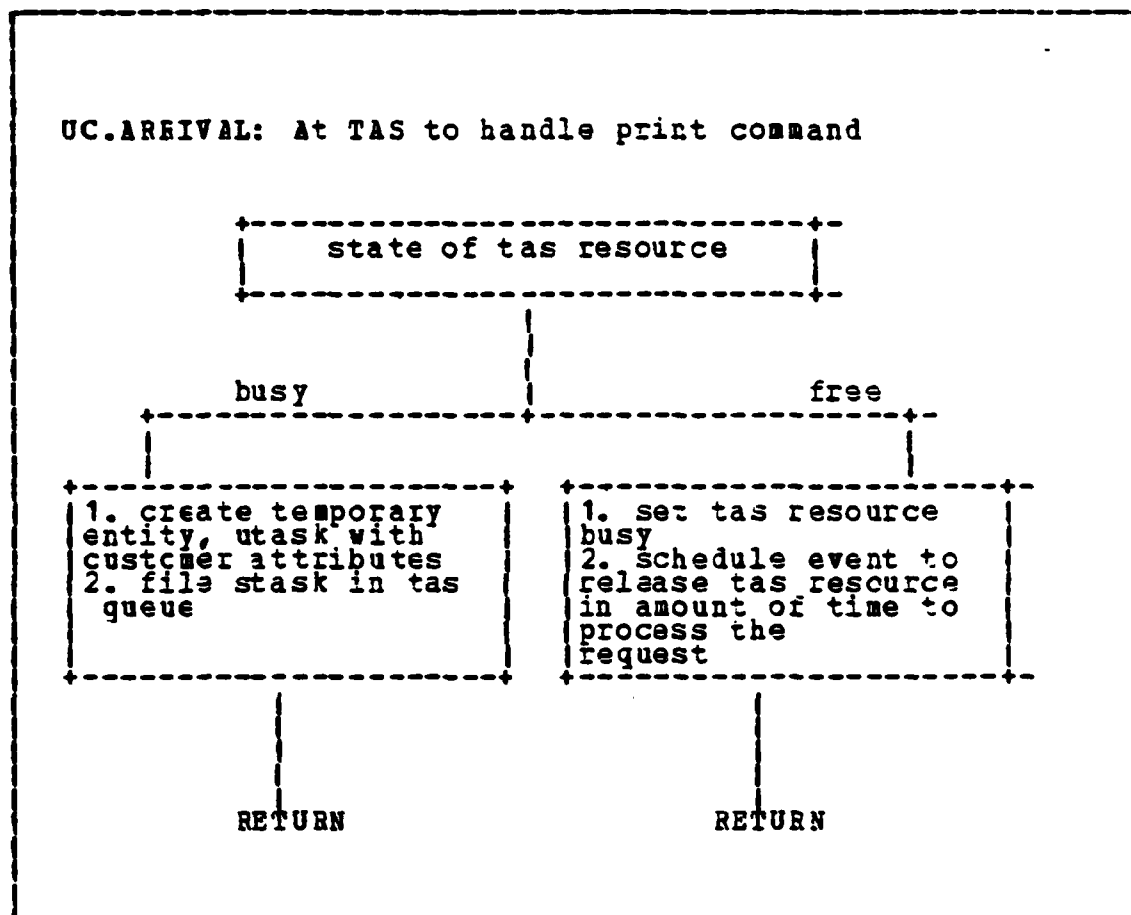 UC.ARRIVAL: At TAS to handle print command
state of tas resource
busy
free
1. create temporary
entity, utask with
customer attributes
2. file stask in tas
queue
1. set tas resource
busy
2. schedule event to
release tas resource
in amount of time to
process the
request
RETURN
RETURN